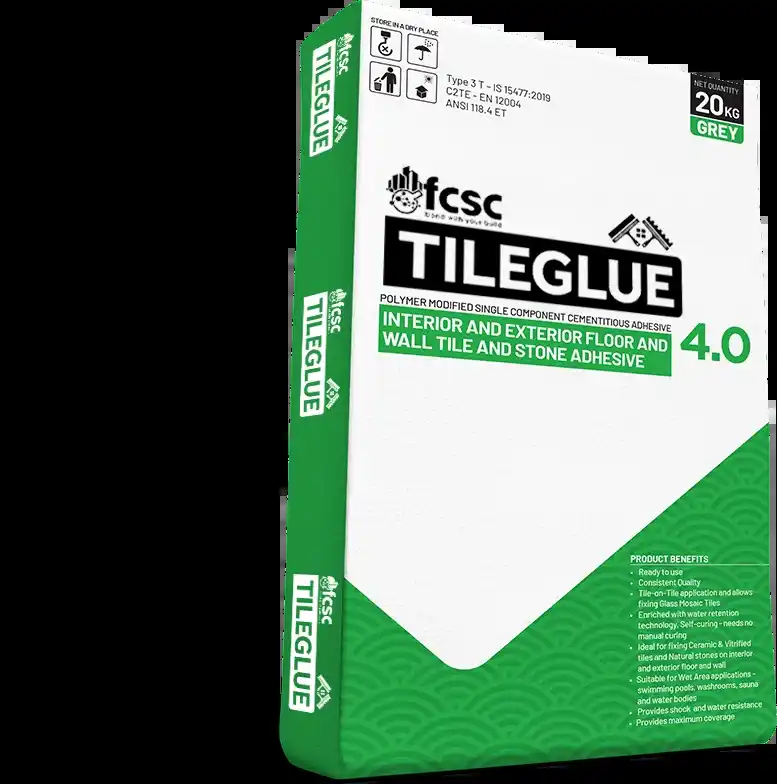 STORE IN A DRY PLACE
Type 3 T - IS 15477:2019
C2TE - EN 12004
ANSI 118.4 ET
NET QUANTITY
20KG
GREY
fcsc
bond with your build
TILEGLUE
POLYMER MODIFIED SINGLE COMPONENT CEMENTITIOUS ADHESIVE
INTERIOR AND EXTERIOR FLOOR AND
WALL TILE AND STONE ADHESIVE
4.0
PRODUCT BENEFITS
• Ready to use
• Consistent Quality
• Tile-on-Tile application and allows
fixing Glass Mosaic Tiles
• Enriched with water retention
technology, Self-curing - needs no
manual curing
• Ideal for fixing Ceramic & Vitrified
tiles and Natural stones on interior
and exterior floor and wall
• Suitable for Wet Area applications -
swimming pools, washrooms, sauna
and water bodies
• Provides shock and water resistance
• Provides maximum coverage
fcsc
TILEGLUE
fcsc
TILEGLUE
fcsc
TILEGLUE